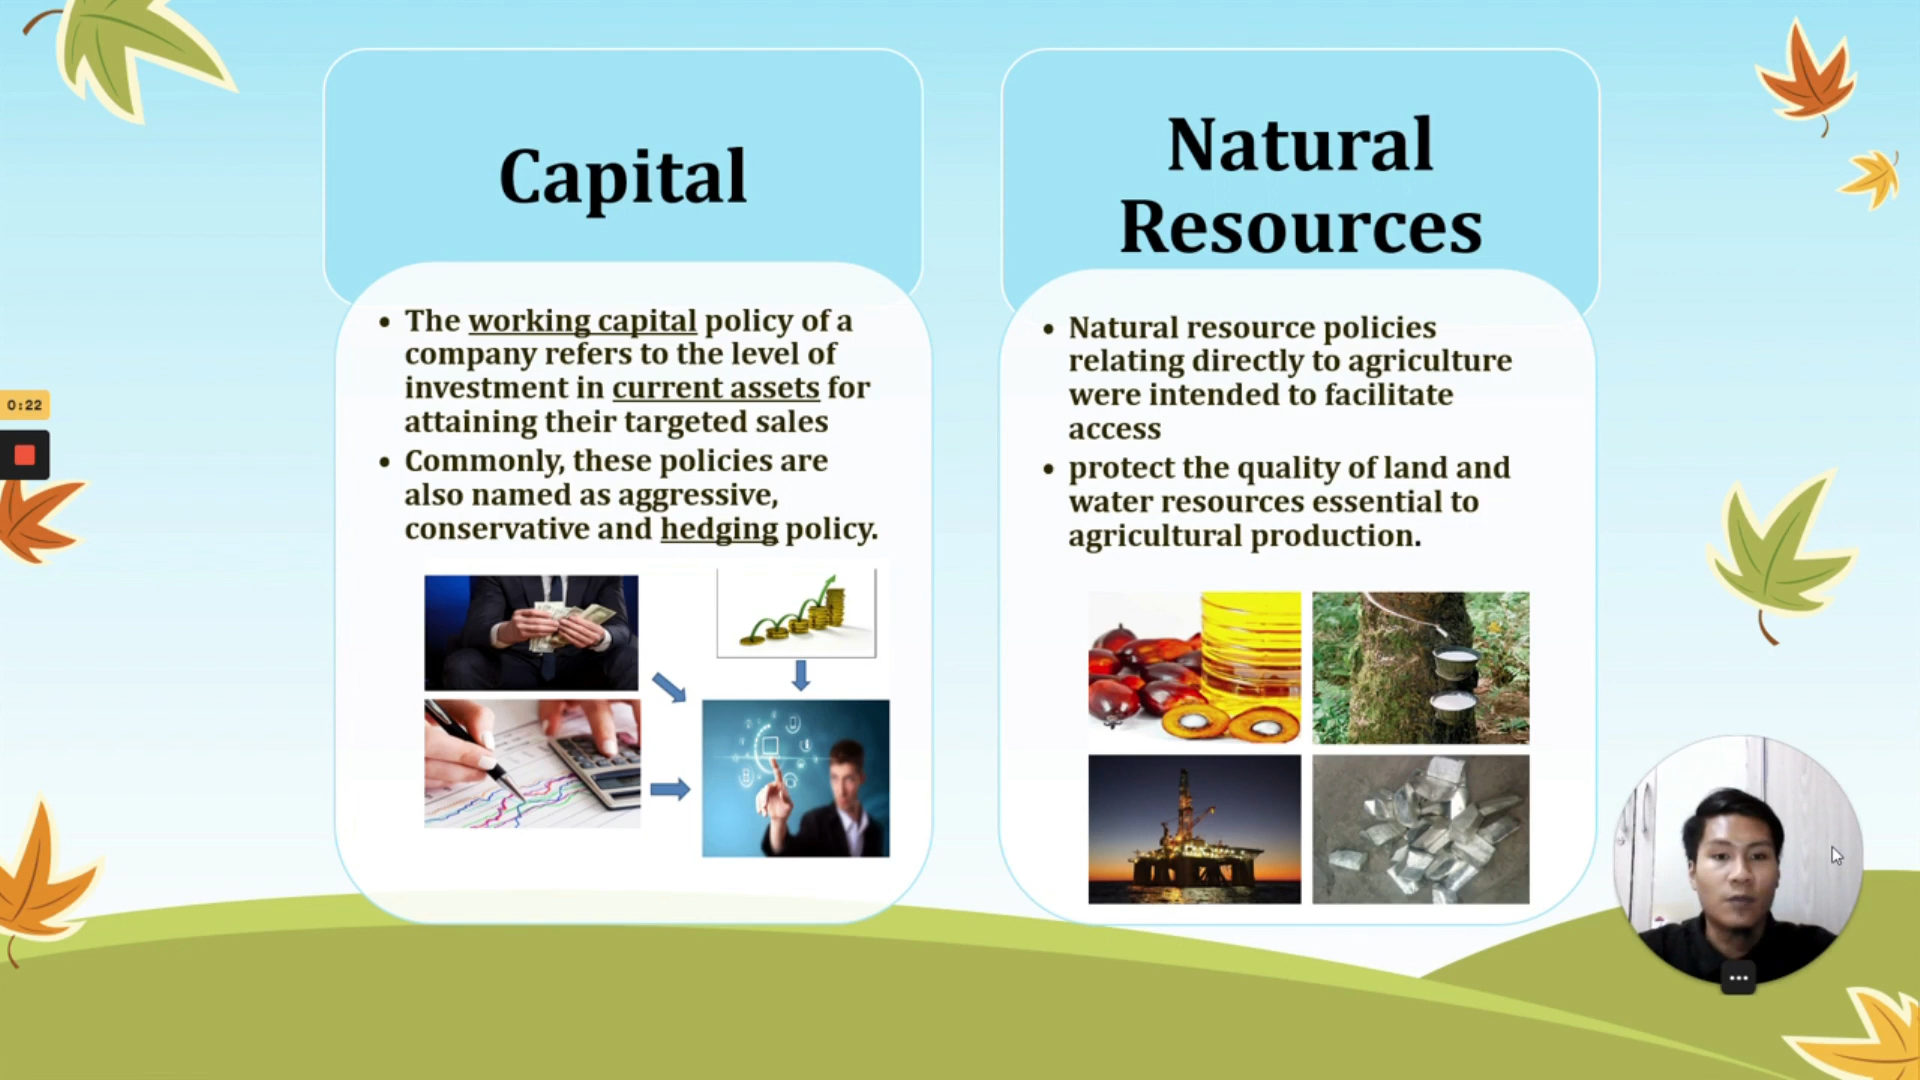 Capital
• The working capital policy of a
company refers to the level of
investment in current assets for
attaining their targeted sales
• Commonly, these policies are
also named as aggressive,
conservative and hedging policy.
Natural
Resources
• Natural resource policies
relating directly to agriculture
were intended to facilitate
access
• protect the quality of land and
water resources essential to
agricultural production.
0:22